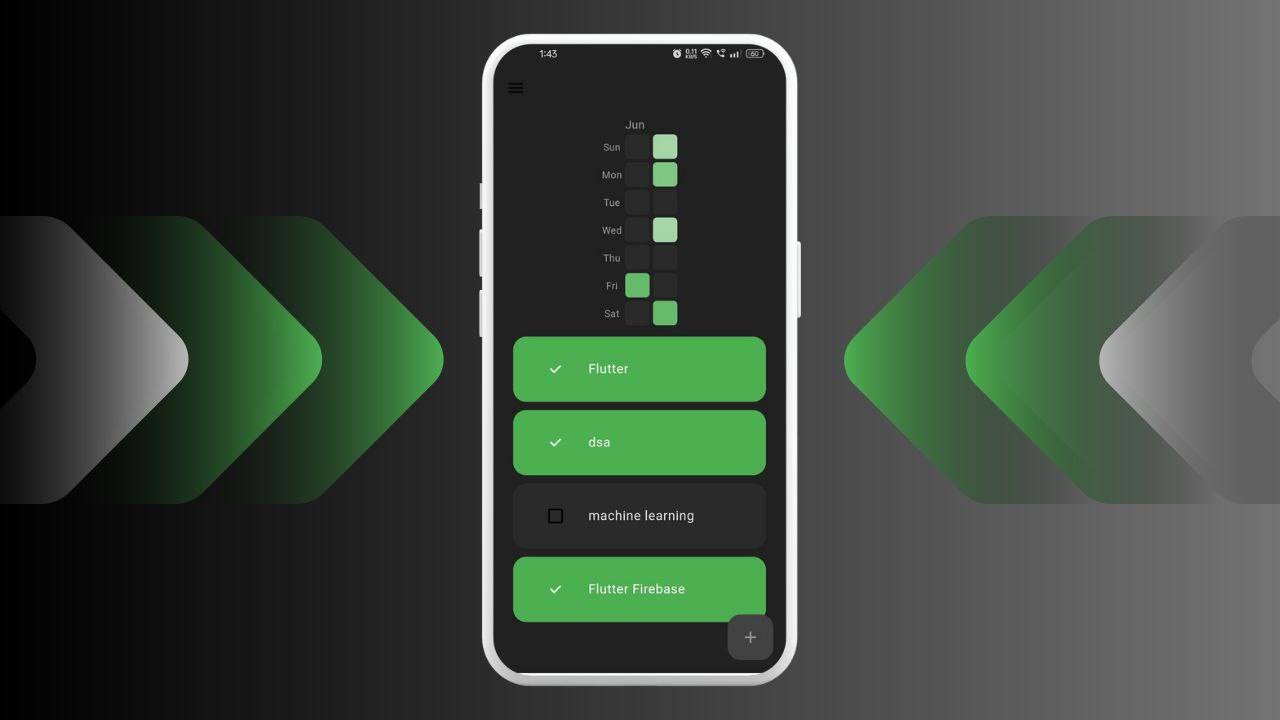 1:43 0.11 KB/S 60
Jun
Sun
Mon
Tue
Wed
Thu
Fri
Sat
Flutter
dsa
machine learning
Flutter Firebase
+